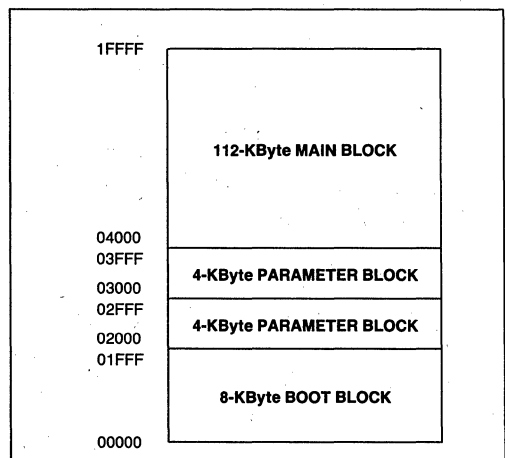 1FFFF
112-KByte MAIN BLOCK
04000
03FFF
4-KByte PARAMETER BLOCK
03000
02FFF
4-KByte PARAMETER BLOCK
02000
01FFF
8-KByte BOOT BLOCK
00000